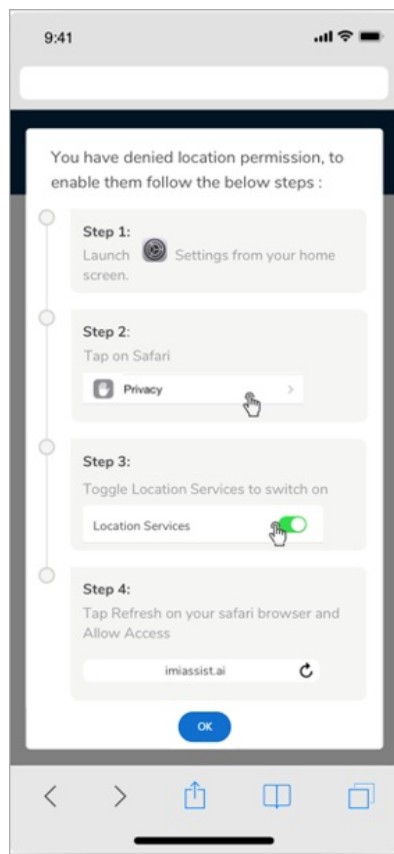 9:41
You have denied location permission, to
enable them follow the below steps :
Step 1:
Launch Settings from your home
screen.
Step 2:
Tap on Safari
Privacy
Step 3:
Toggle Location Services to switch on
Location Services
Step 4:
Tap Refresh on your safari browser and
Allow Access
imiassist.ai
OK